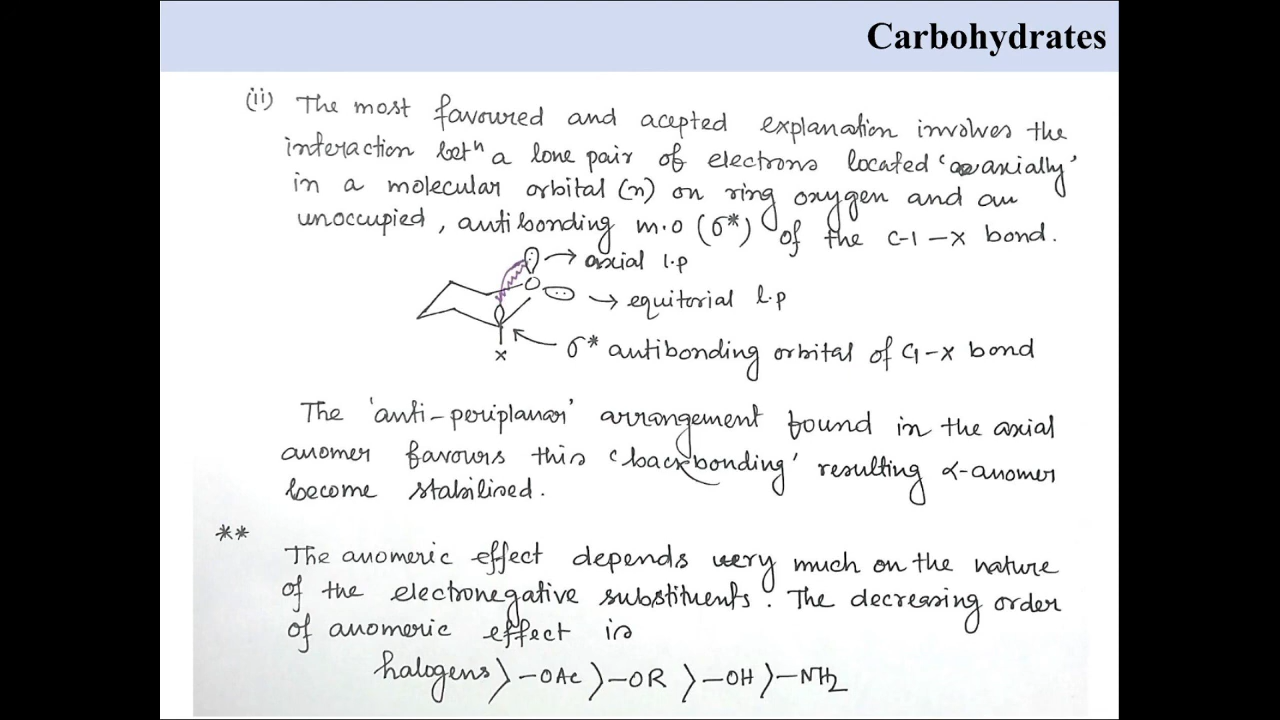 Carbohydrates
(ii) The most favoured and acepted explanation involves the
interaction betⁿ a lone pair of electrons located 'axially'
in a molecular orbital (n) on ring oxygen and an
unoccupied, antibonding m.o (σ*) of the C-1-X bond.
→ axial l.p
O
→ equitorial l.p
σ* antibonding orbital of C1-X bond
X
The 'anti-periplanar' arrangement found in the axial
anomer favours this 'backbonding' resulting α-anomer
become stabilised.
**
The anomeric effect depends very much on the nature
of the electronegative substituents. The decreasing order
of anomeric effect is
halogens > -OAc > -OR > -OH > -NH2